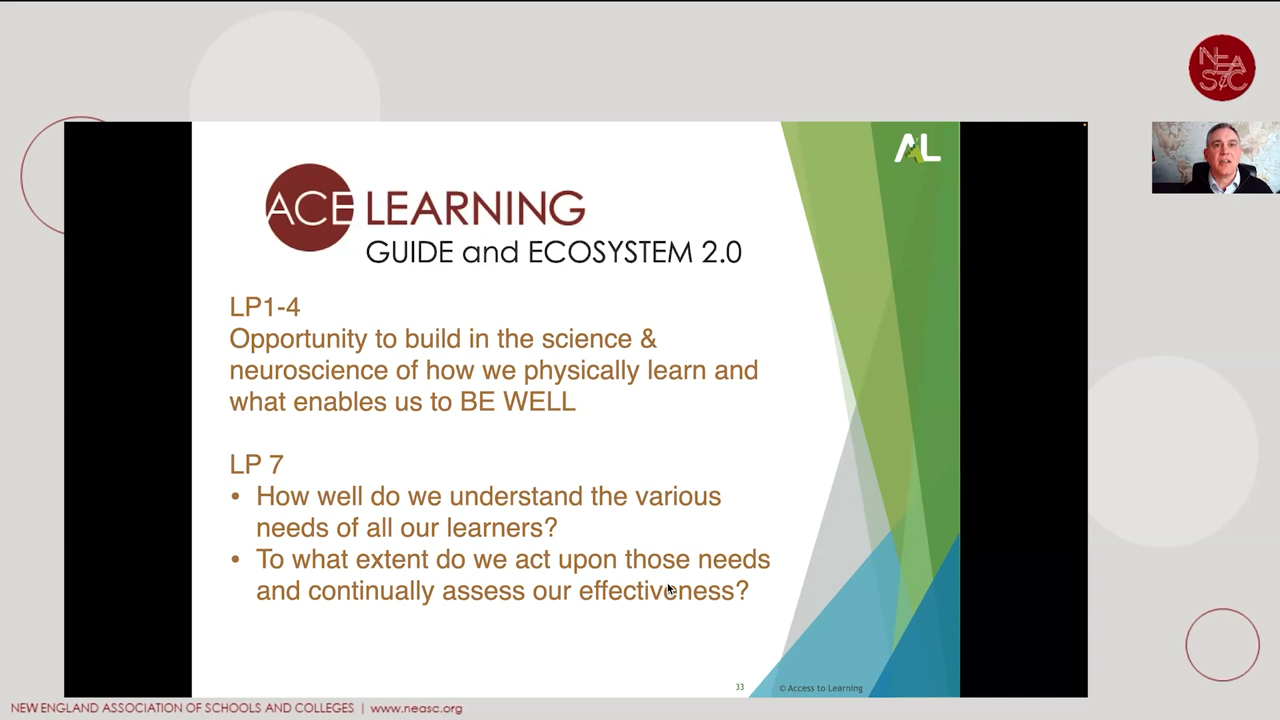 NEASC
AL
ACE LEARNING
GUIDE and ECOSYSTEM 2.0
LP1-4
Opportunity to build in the science &
neuroscience of how we physically learn and
what enables us to BE WELL
LP 7
• How well do we understand the various
needs of all our learners?
• To what extent do we act upon those needs
and continually assess our effectiveness?
33
© Access to Learning
NEW ENGLAND ASSOCIATION OF SCHOOLS AND COLLEGES | www.neasc.org